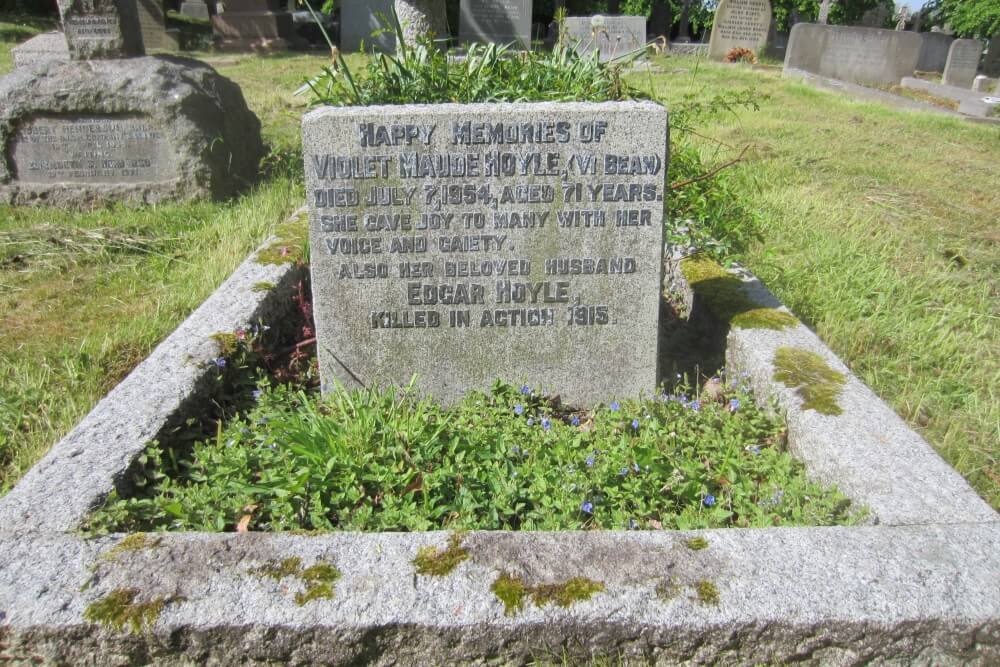 HAPPY MEMORIES OF
VIOLET MAUDE HOYLE, (VI BEAN)
DIED JULY 7, 1954, AGED 71 YEARS.
SHE GAVE JOY TO MANY WITH HER
VOICE AND GAIETY.
ALSO HER BELOVED HUSBAND
EDGAR HOYLE,
KILLED IN ACTION 1915.